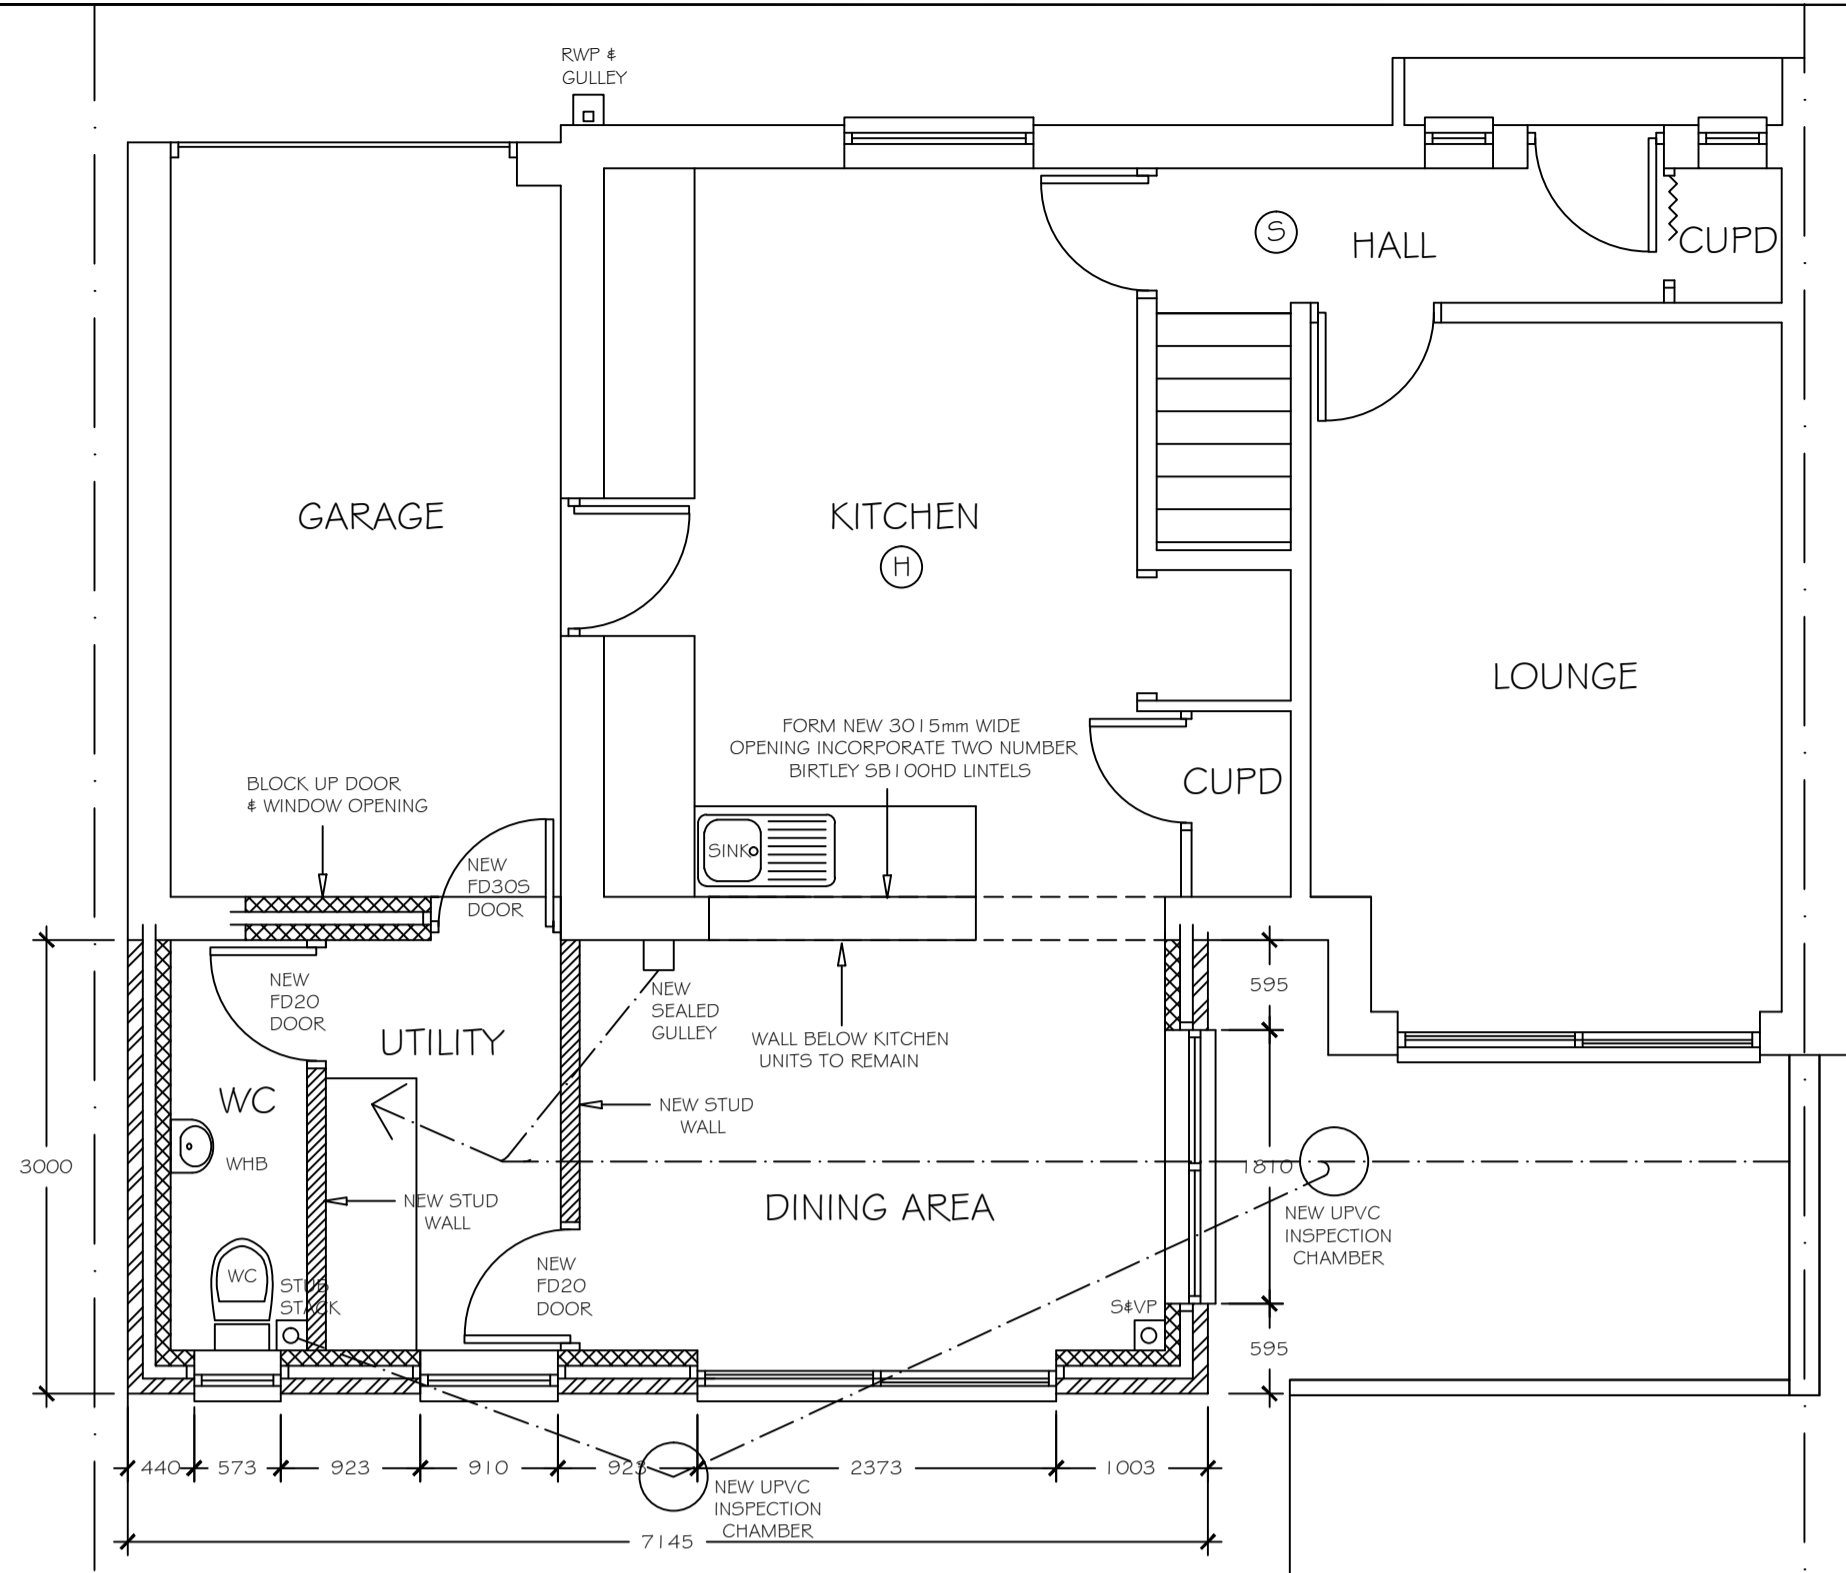 RWP &
GULLEY
S
HALL
CUPD
GARAGE
KITCHEN
H
LOUNGE
FORM NEW 3015mm WIDE
OPENING INCORPORATE TWO NUMBER
BIRTLEY SB100HD LINTELS
CUPD
BLOCK UP DOOR
& WINDOW OPENING
SINK
NEW
FD30S
DOOR
NEW
FD20
DOOR
UTILITY
NEW
SEALED
GULLEY
WALL BELOW KITCHEN
UNITS TO REMAIN
595
WC
NEW STUD
WALL
3000
WHB
1810
NEW STUD
WALL
DINING AREA
NEW UPVC
INSPECTION
CHAMBER
WC
STUB
STACK
NEW
FD20
DOOR
S&VP
595
440
573
923
910
923
2373
1003
NEW UPVC
INSPECTION
CHAMBER
7145